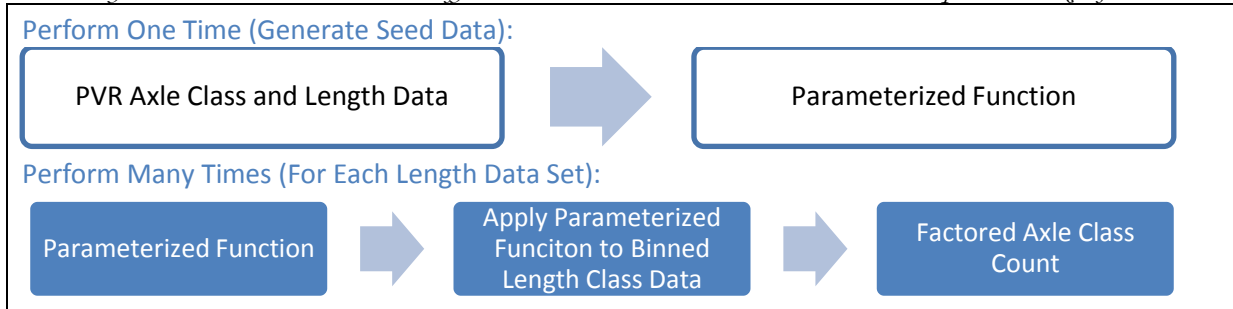 Perform One Time (Generate Seed Data):
PVR Axle Class and Length Data
Parameterized Function
Perform Many Times (For Each Length Data Set):
Parameterized Function
Apply Parameterized
Funciton to Binned
Length Class Data
Factored Axle Class
Count